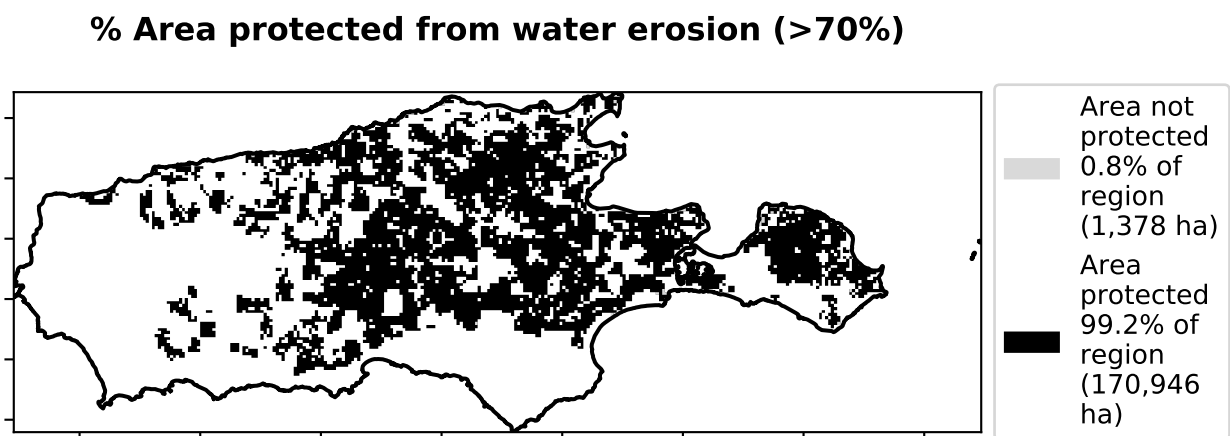 % Area protected from water erosion (>70%)
Area not
protected
0.8% of
region
(1,378 ha)
Area
protected
99.2% of
region
(170,946
ha)